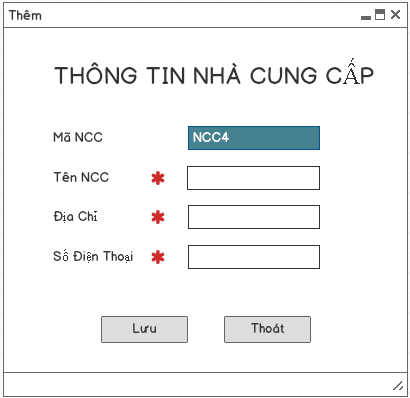 Thêm
THÔNG TIN NHÀ CUNG CẤP
Mã NCC NCC4
Tên NCC *
Địa Chỉ *
Số Điện Thoại *
Lưu Thoát